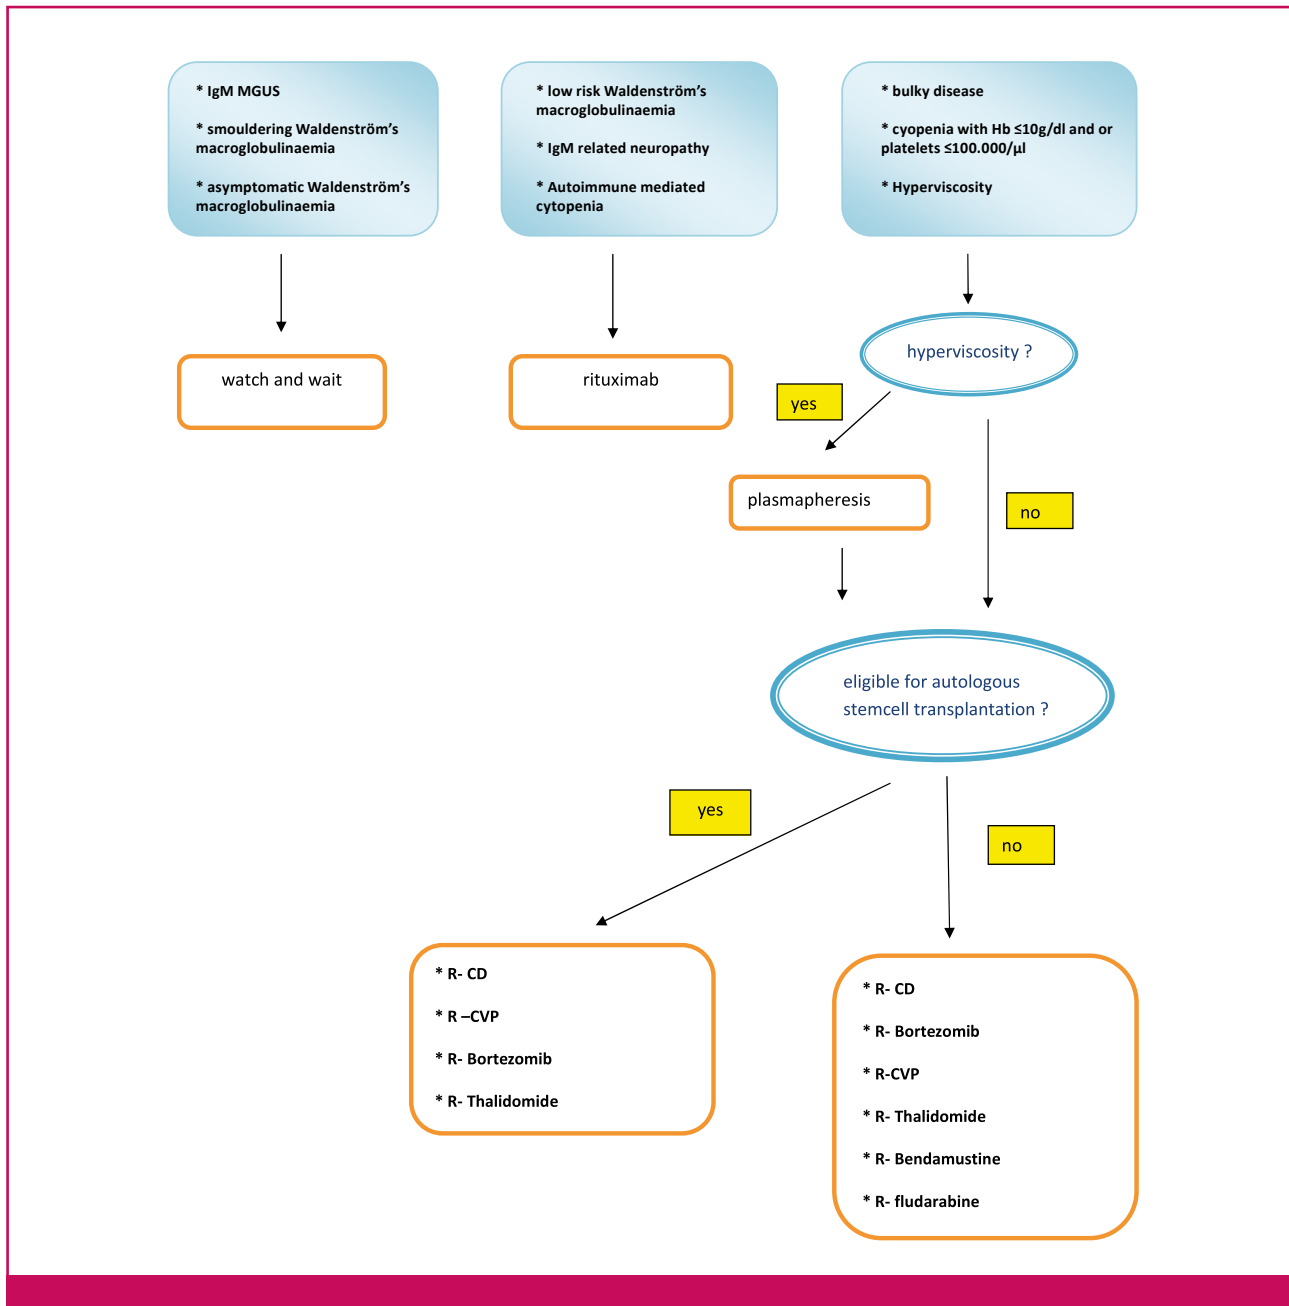 * IgM MGUS
* smouldering Waldenström's
macroglobulinaemia
* asymptomatic Waldenström's
macroglobulinaemia
* low risk Waldenström's
macroglobulinaemia
* IgM related neuropathy
* Autoimmune mediated
cytopenia
* bulky disease
* cyopenia with Hb ≤10g/dl and or
platelets ≤100.000/µl
* Hyperviscosity
watch and wait
rituximab
hyperviscosity ?
yes
plasmapheresis
no
eligible for autologous
stemcell transplantation ?
yes
no
* R- CD
* R –CVP
* R- Bortezomib
* R- Thalidomide
* R- CD
* R- Bortezomib
* R-CVP
* R- Thalidomide
* R- Bendamustine
* R- fludarabine